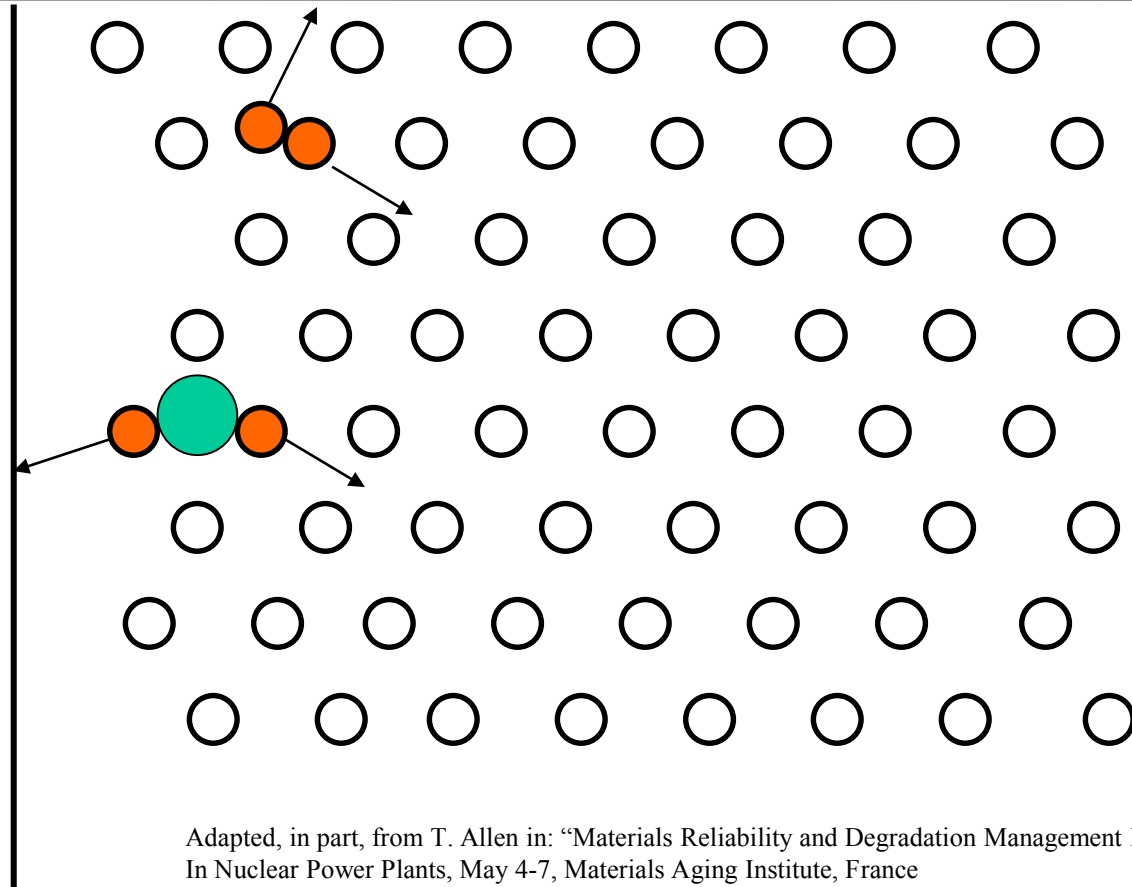 Adapted, in part, from T. Allen in: “Materials Reliability and Degradation Management
In Nuclear Power Plants, May 4-7, Materials Aging Institute, France